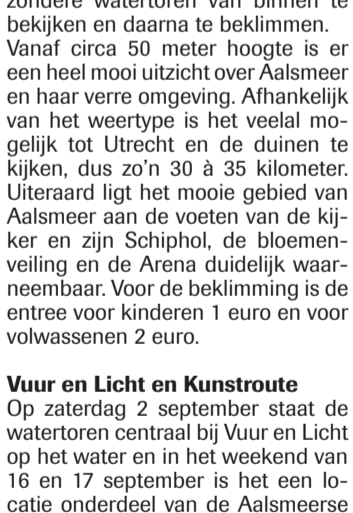 zondere watertoren van binnen te
bekijken en daarna te beklimmen.
Vanaf circa 50 meter hoogte is er
een heel mooi uitzicht over Aalsmeer
en haar verre omgeving. Afhankelijk
van het weertype is het veelal mo-
gelijk tot Utrecht en de duinen te
kijken, dus zo'n 30 à 35 kilometer.
Uiteraard ligt het mooie gebied van
Aalsmeer aan de voeten van de kij-
ker en zijn Schiphol, de bloemen-
veiling en de Arena duidelijk waar-
neembaar. Voor de beklimming is de
entree voor kinderen 1 euro en voor
volwassenen 2 euro.
Vuur en Licht en Kunstroute
Op zaterdag 2 september staat de
watertoren centraal bij Vuur en Licht
op het water en in het weekend van
16 en 17 september is het een lo-
catie onderdeel van de Aalsmeerse